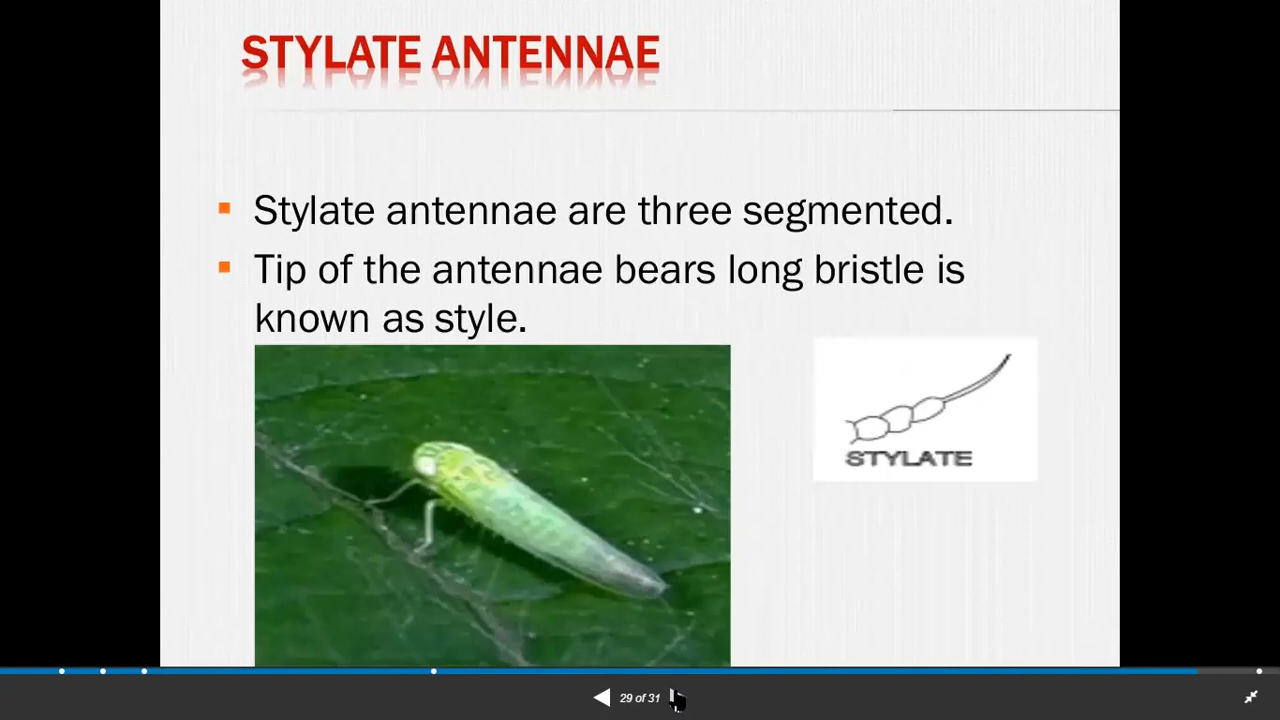 STYLATE ANTENNAE
Stylate antennae are three segmented.
Tip of the antennae bears long bristle is
known as style.
STYLATE
29 of 31